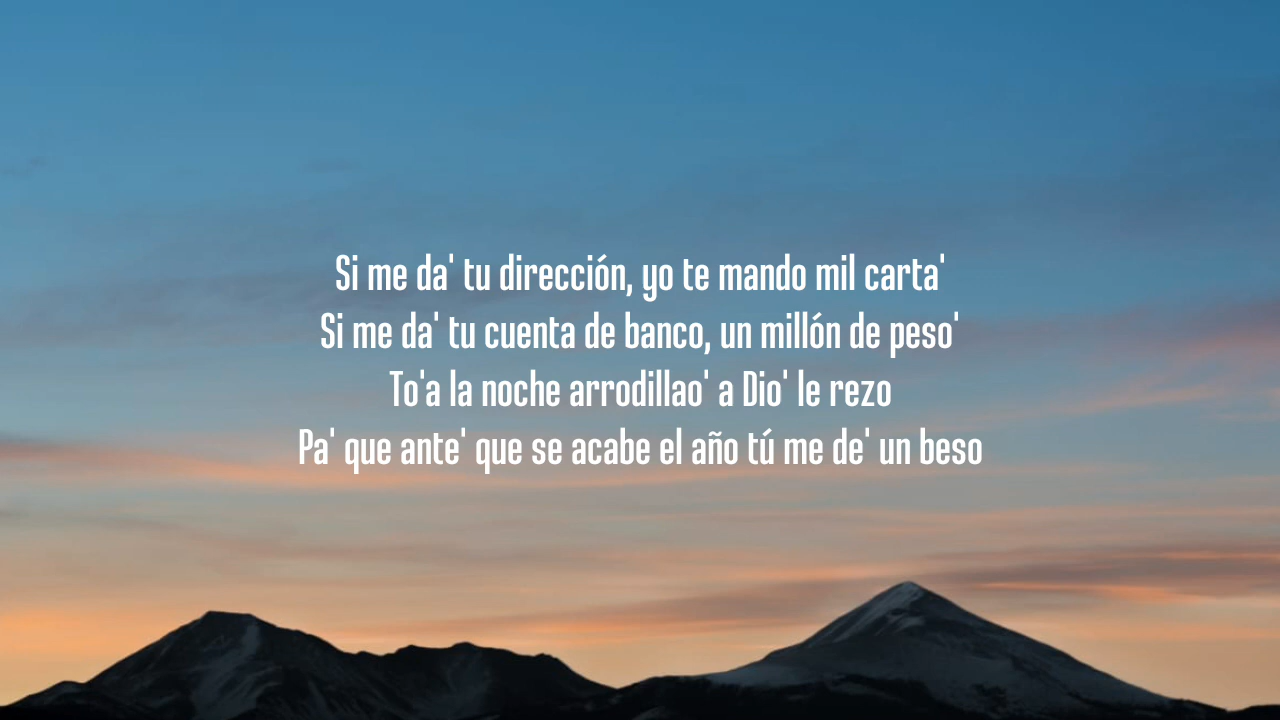 Si me da' tu dirección, yo te mando mil carta'
Si me da' tu cuenta de banco, un millón de peso'
To'a la noche arrodillao' a Dio' le rezo
Pa' que ante' que se acabe el año tú me de' un beso